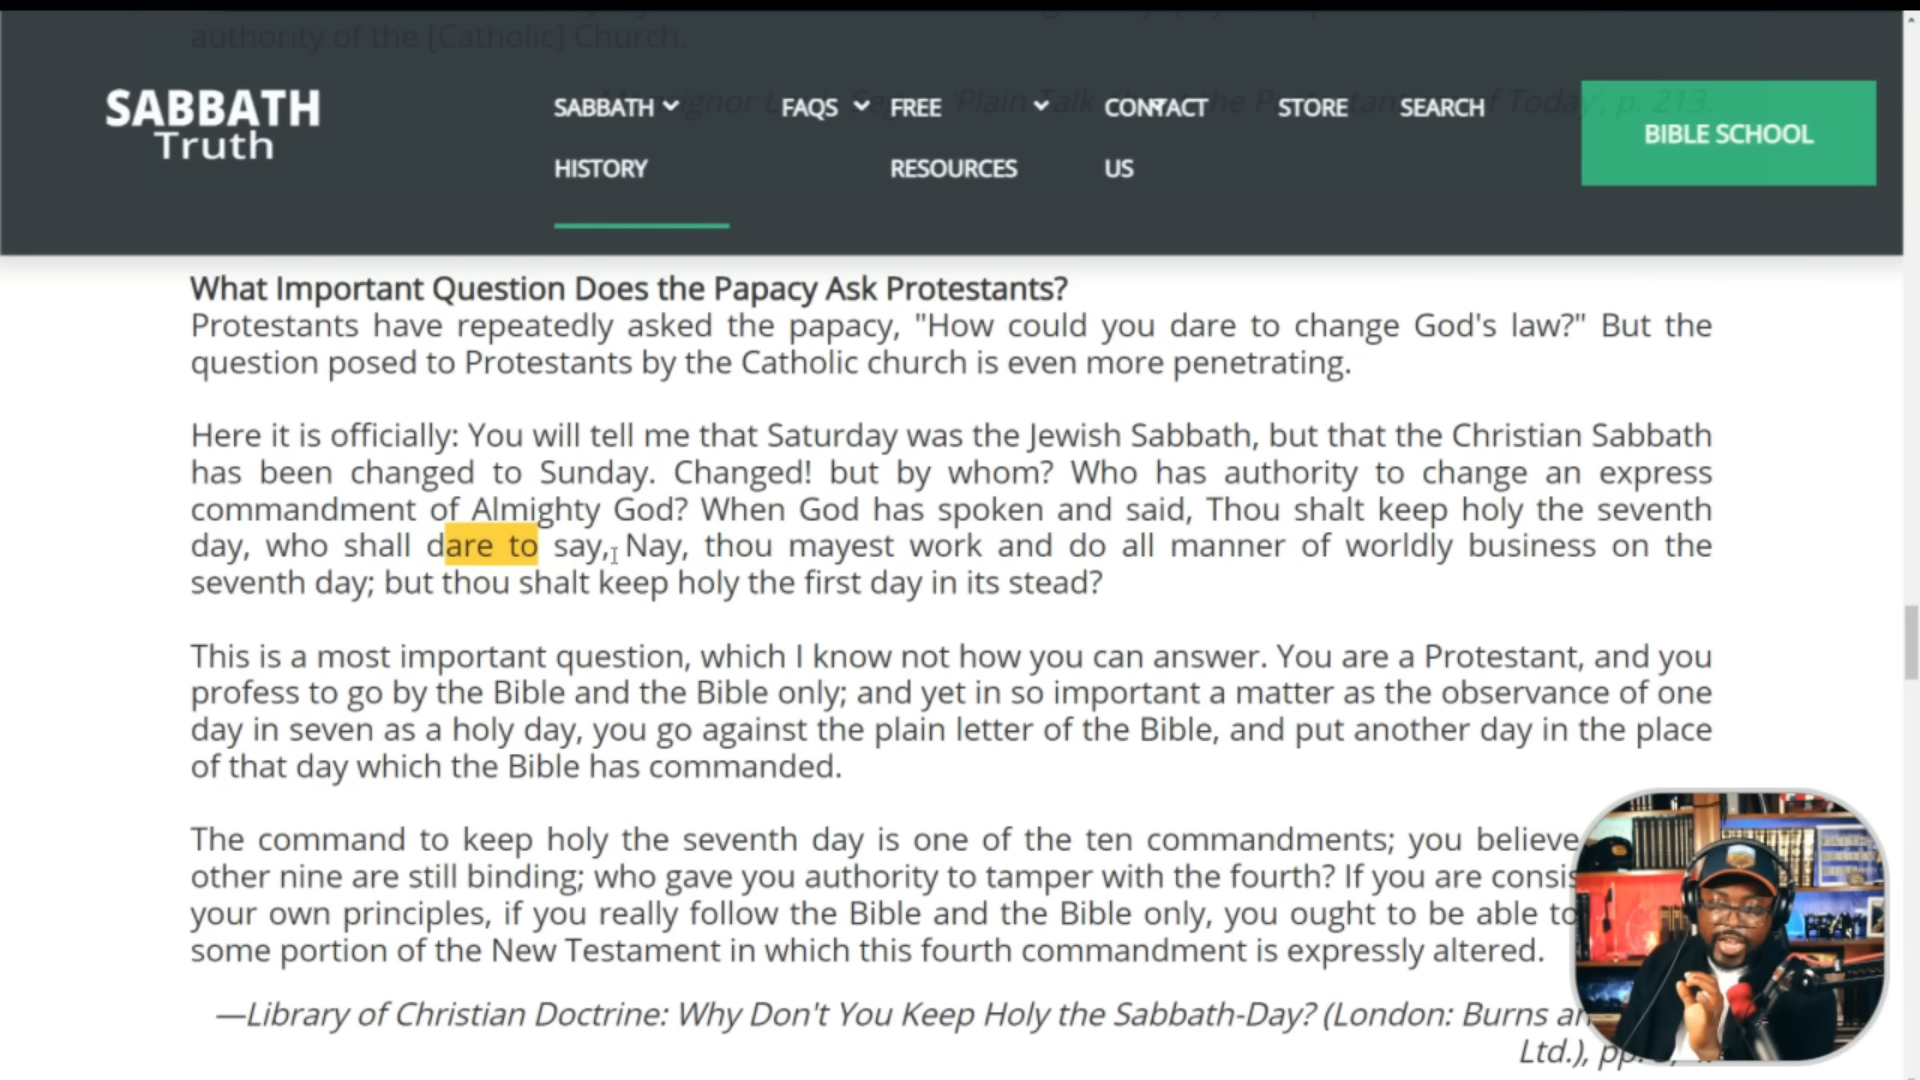 authority of the [Catholic] Church.
SABBATH
Truth
SABBATH HISTORY
FAQS
FREE RESOURCES
CONTACT US
STORE
SEARCH
BIBLE SCHOOL
'Plain Talk about the Protestantism of Today', p. 213.
What Important Question Does the Papacy Ask Protestants?
Protestants have repeatedly asked the papacy, "How could you dare to change God's law?" But the
question posed to Protestants by the Catholic church is even more penetrating.
Here it is officially: You will tell me that Saturday was the Jewish Sabbath, but that the Christian Sabbath
has been changed to Sunday. Changed! but by whom? Who has authority to change an express
commandment of Almighty God? When God has spoken and said, Thou shalt keep holy the seventh
day, who shall dare to say, Nay, thou mayest work and do all manner of worldly business on the
seventh day; but thou shalt keep holy the first day in its stead?
This is a most important question, which I know not how you can answer. You are a Protestant, and you
profess to go by the Bible and the Bible only; and yet in so important a matter as the observance of one
day in seven as a holy day, you go against the plain letter of the Bible, and put another day in the place
of that day which the Bible has commanded.
The command to keep holy the seventh day is one of the ten commandments; you believe
other nine are still binding; who gave you authority to tamper with the fourth? If you are consis
your own principles, if you really follow the Bible and the Bible only, you ought to be able to
some portion of the New Testament in which this fourth commandment is expressly altered.
—Library of Christian Doctrine: Why Don't You Keep Holy the Sabbath-Day? (London: Burns an
Ltd.), pp.